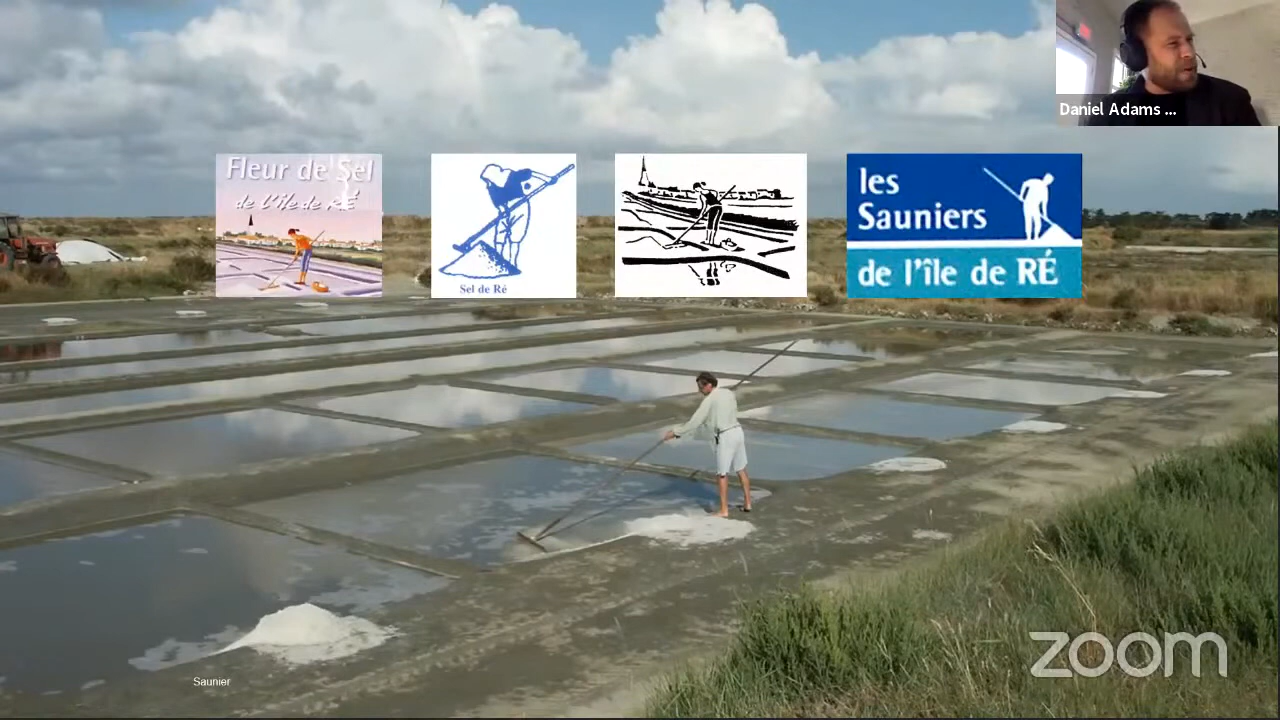 Daniel Adams ...
Fleur de Sel
de l'île de RÉ
Sel de Ré
les
Sauniers
de l'île de RÉ
zoom
Saunier